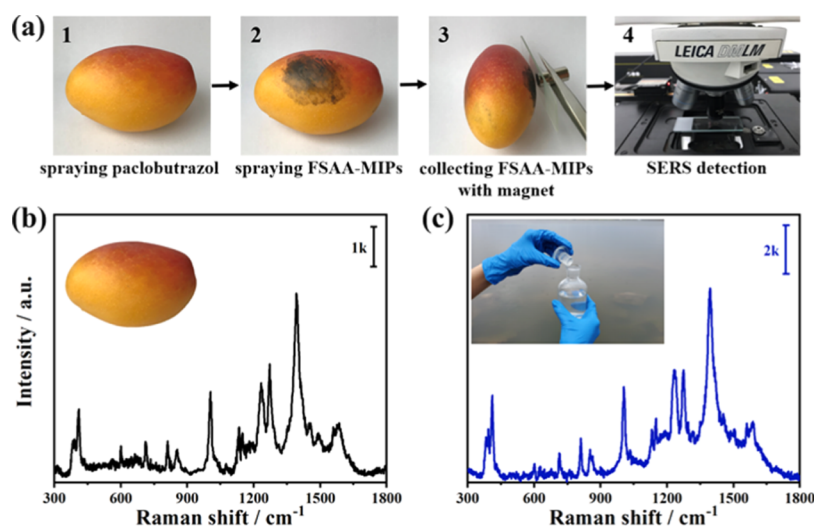 (a)
1
2
3
4
LEICA DMLM
spraying paclobutrazol
spraying FSAA-MIPs
collecting FSAA-MIPs
with magnet
SERS detection
(b)
1k
Intensity / a.u.
300 600 900 1200 1500 1800
Raman shift / cm⁻¹
(c)
2k
300 600 900 1200 1500 1800
Raman shift / cm⁻¹